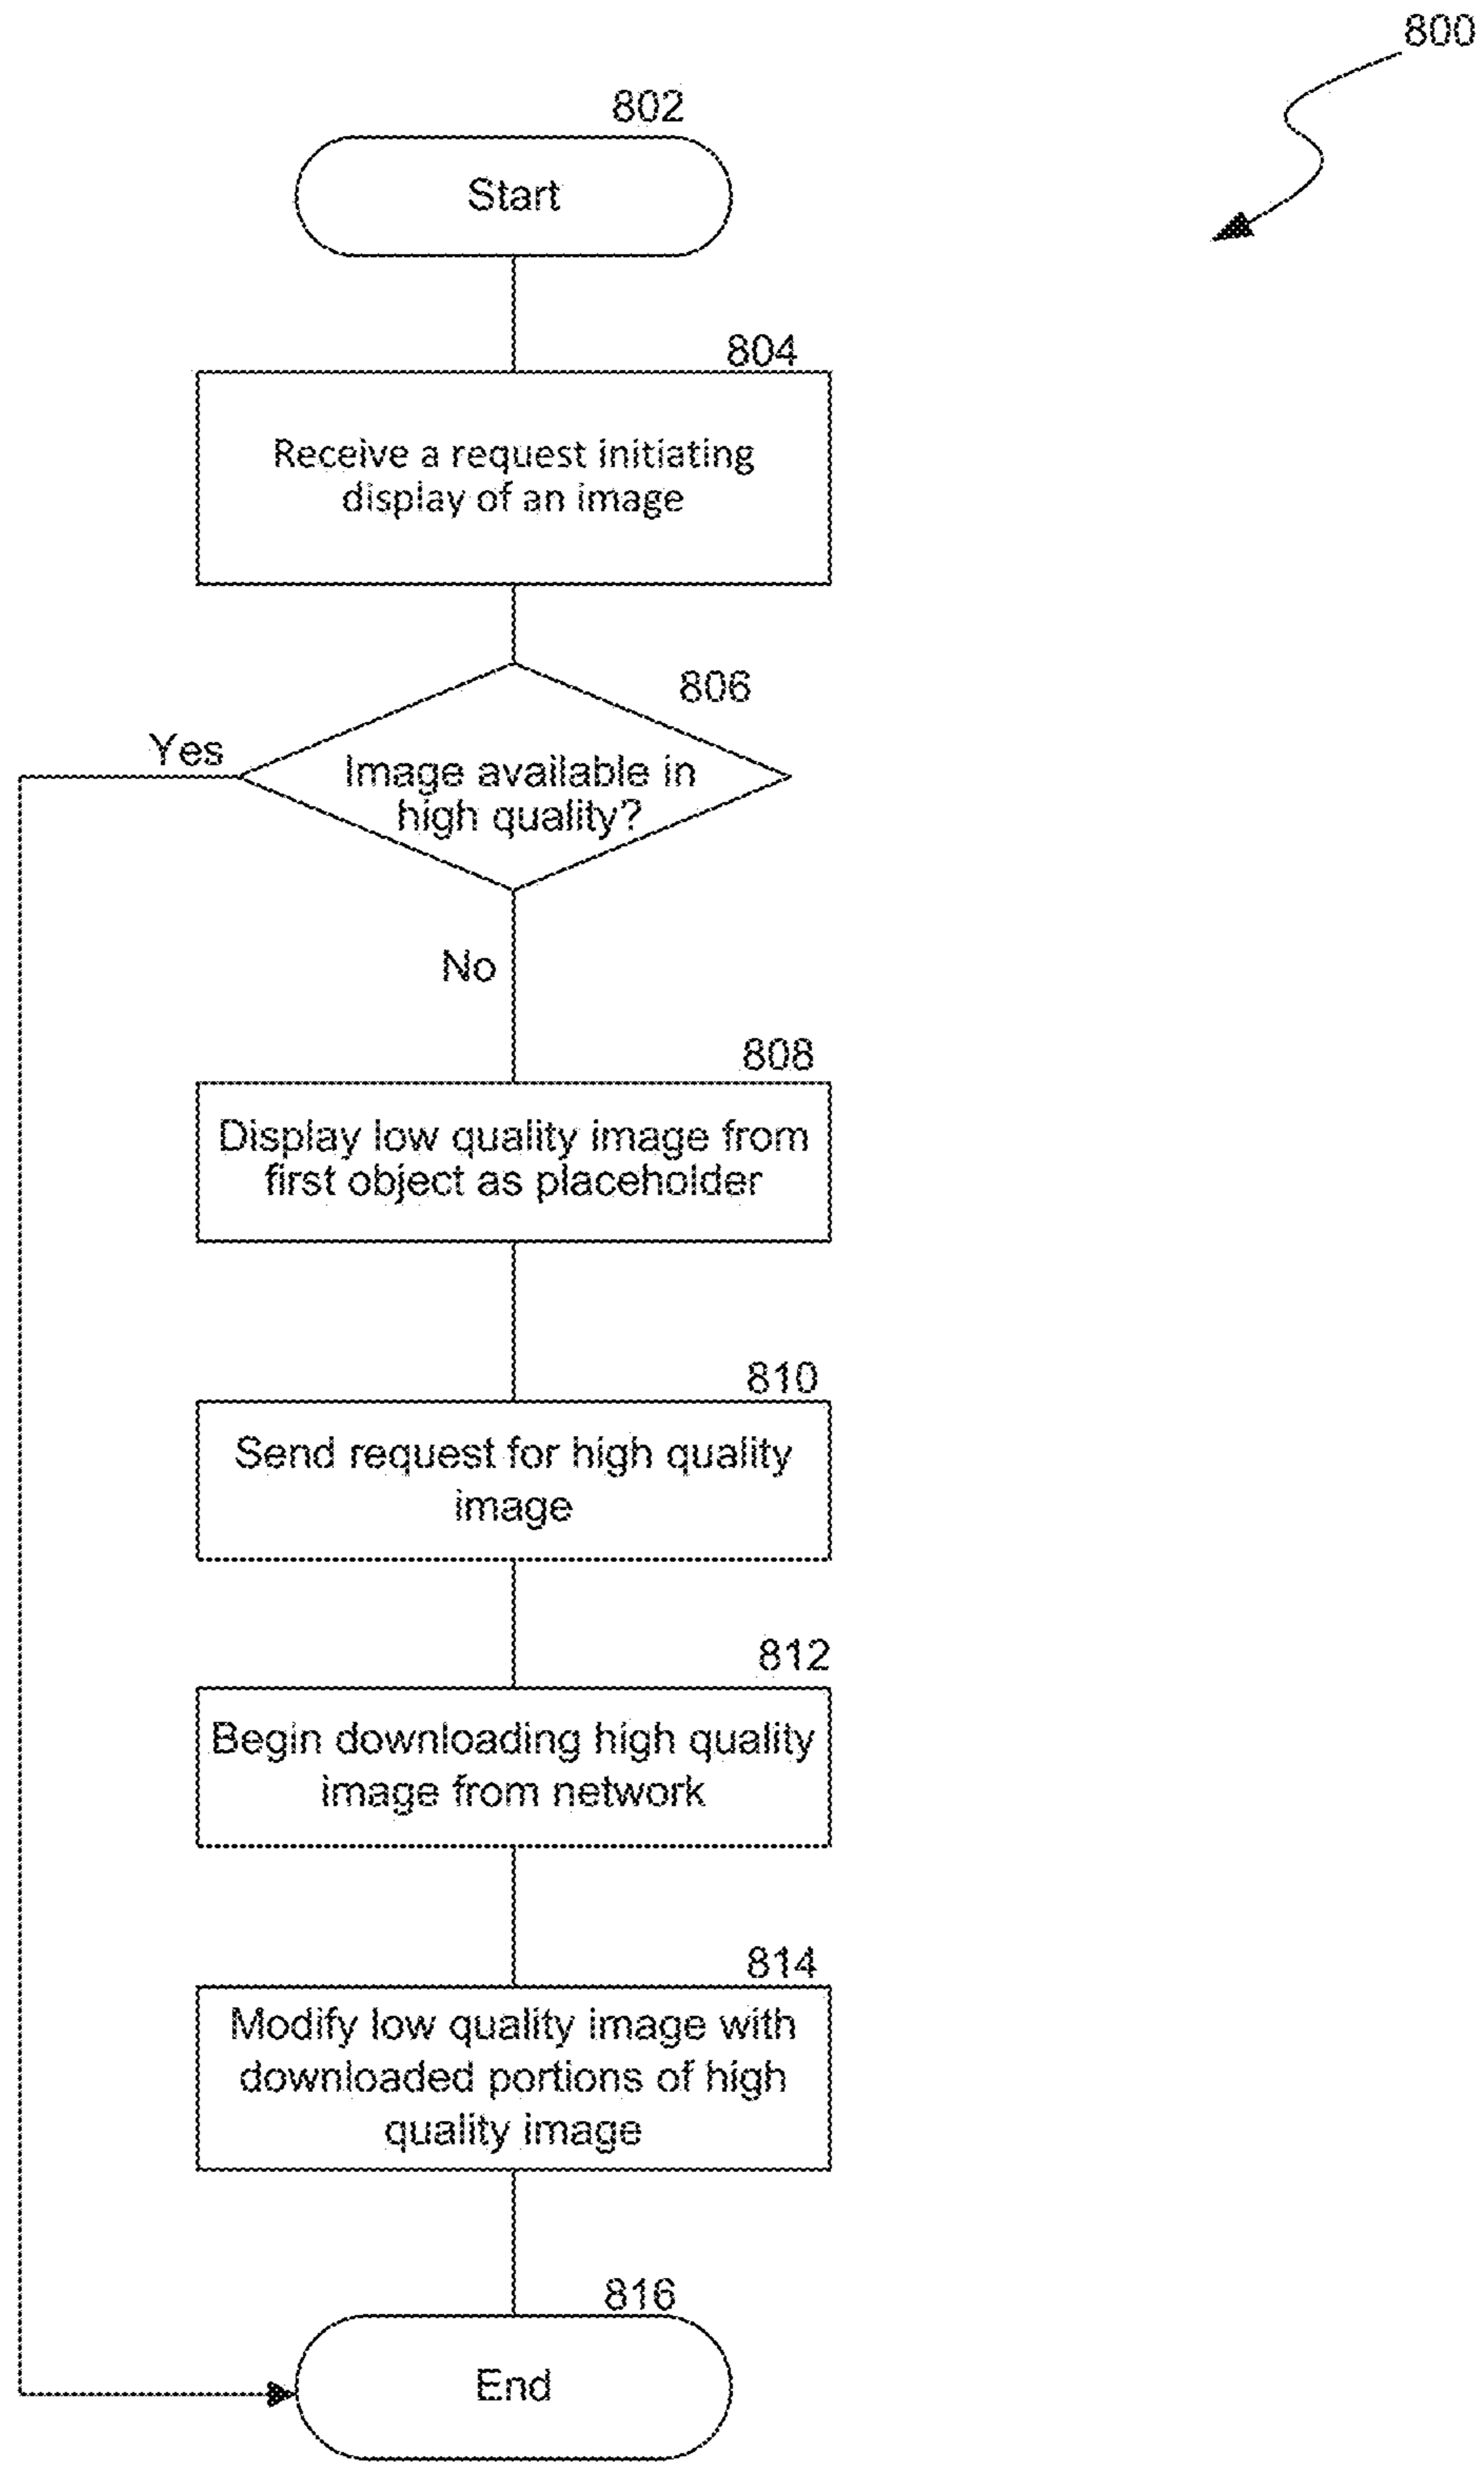 800
802
Start
804
Receive a request initiating
display of an image
806
Yes
Image available in
high quality?
No
808
Display low quality image from
first object as placeholder
810
Send request for high quality
image
812
Begin downloading high quality
image from network
814
Modify low quality image with
downloaded portions of high
quality image
816
End